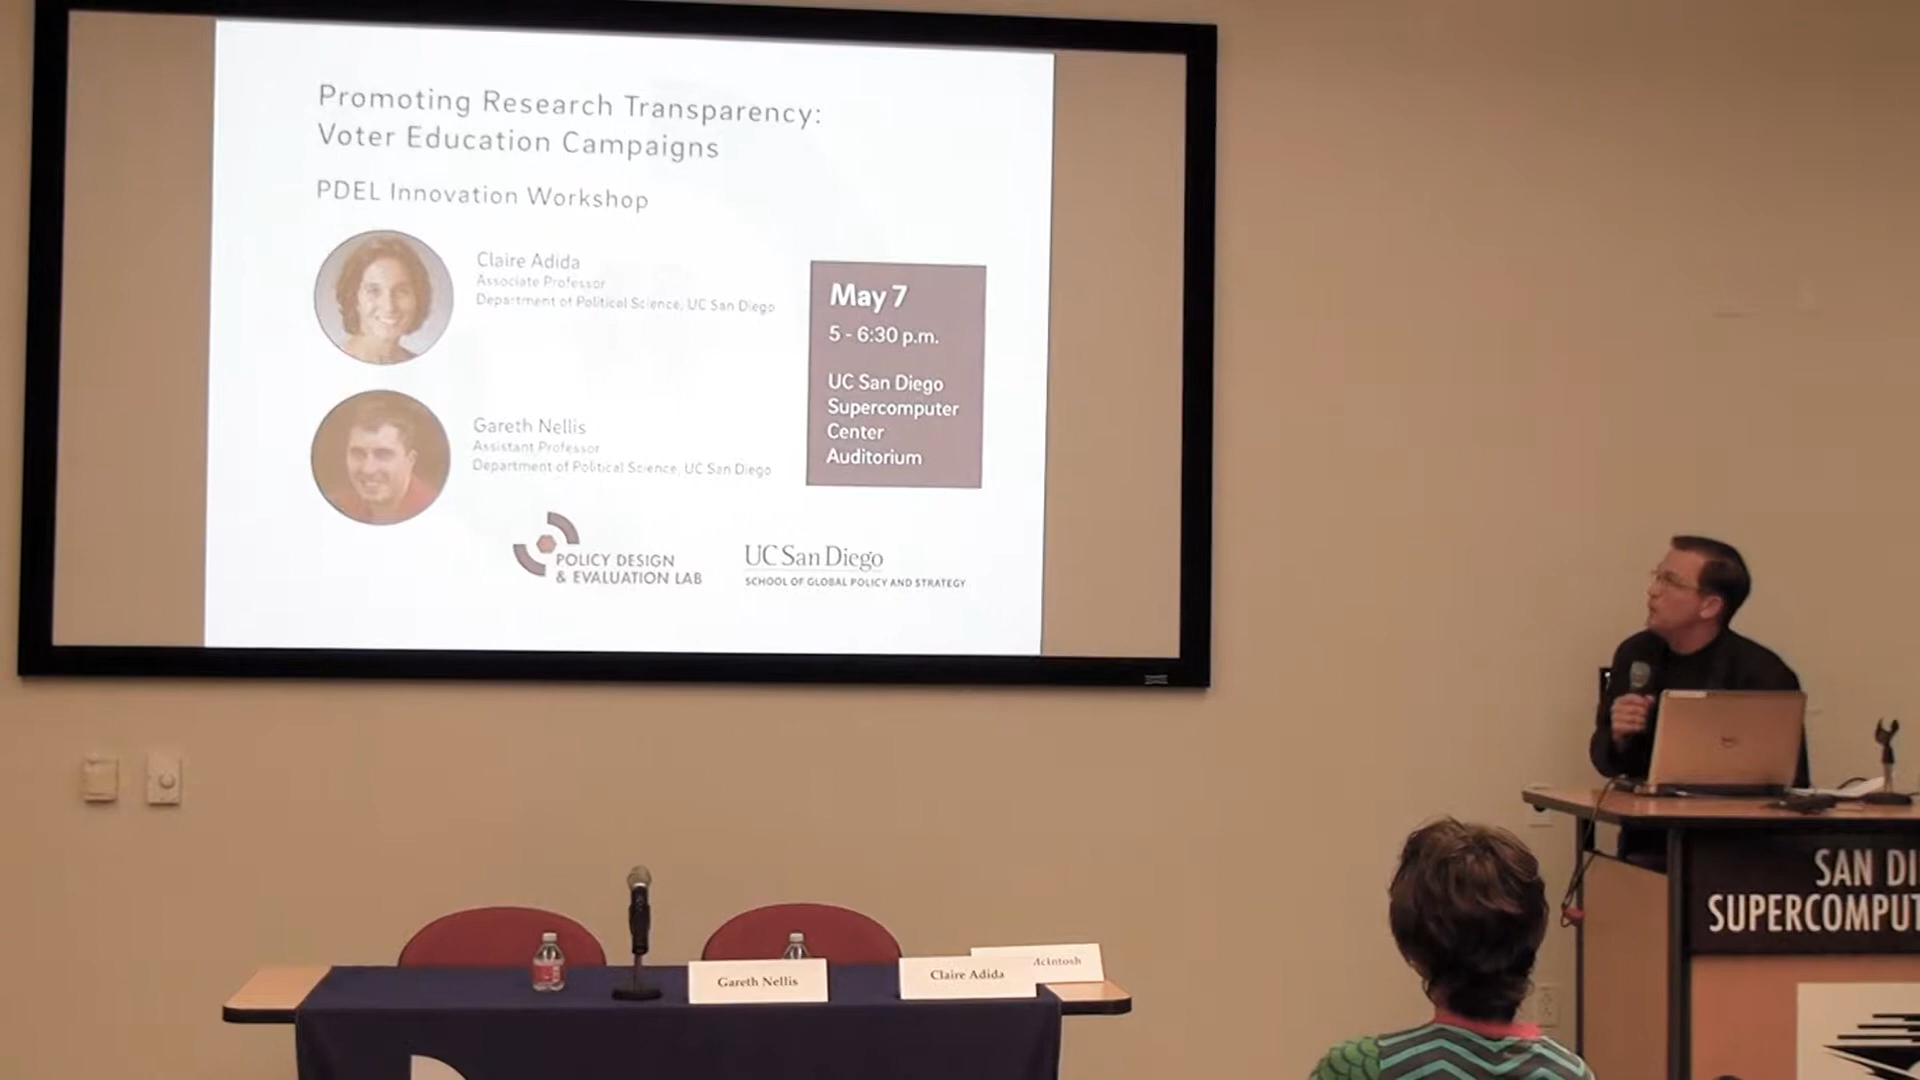 Promoting Research Transparency:
Voter Education Campaigns
PDEL Innovation Workshop
Claire Adida
Associate Professor
Department of Political Science, UC San Diego
Gareth Nellis
Assistant Professor
Department of Political Science, UC San Diego
May 7
5 - 6:30 p.m.
UC San Diego
Supercomputer
Center
Auditorium
POLICY DESIGN
& EVALUATION LAB
UC San Diego
SCHOOL OF GLOBAL POLICY AND STRATEGY
Gareth Nellis
Claire Adida
McIntosh
SAN DI
SUPERCOMPUT